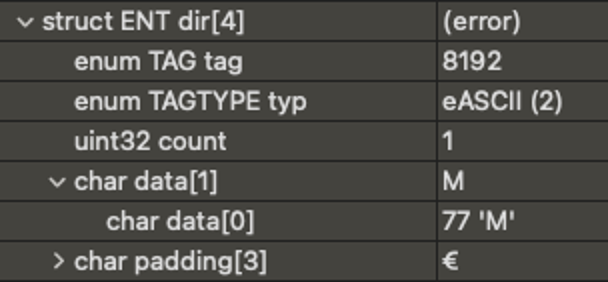 struct ENT dir[4] (error)
enum TAG tag 8192
enum TAGTYPE typ eASCII (2)
uint32 count 1
char data[1] M
char data[0] 77 'M'
char padding[3] €